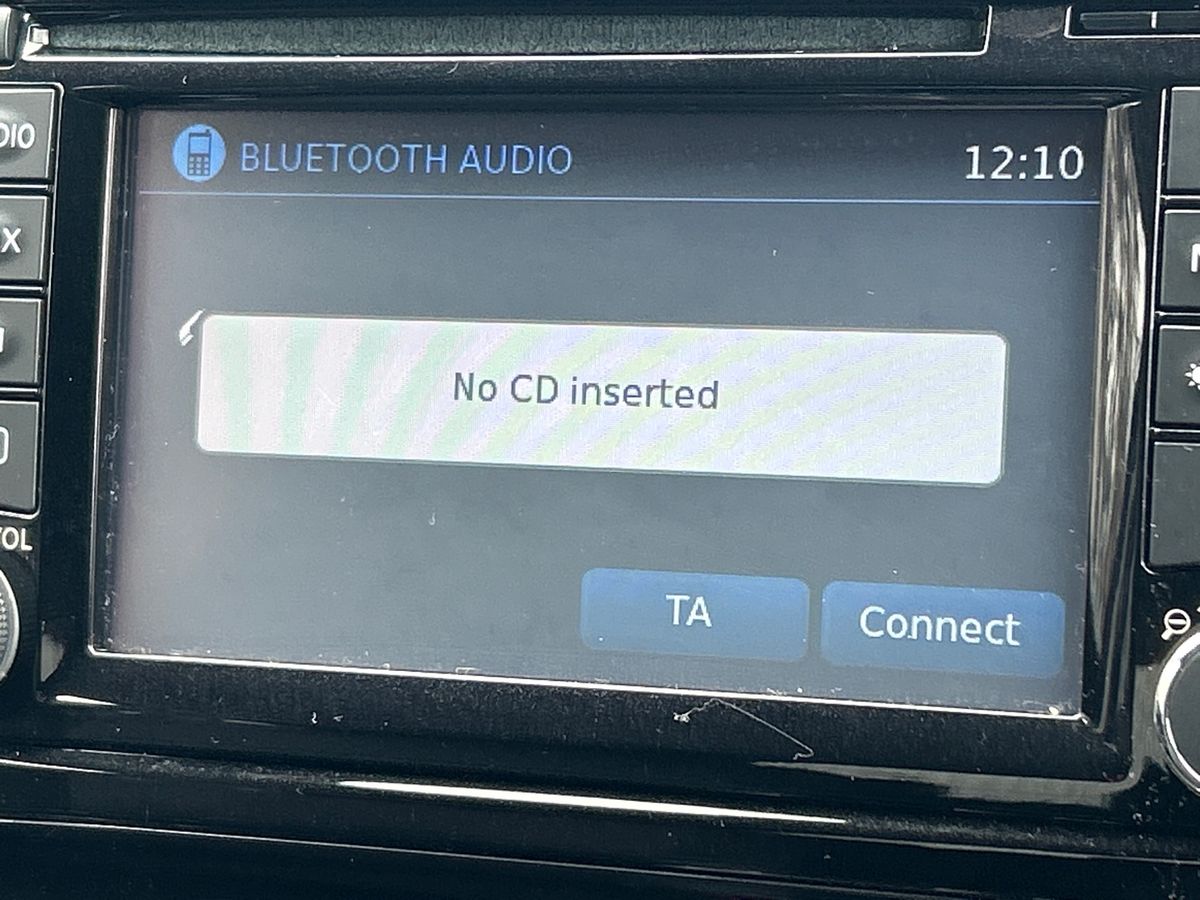 BLUETOOTH AUDIO
12:10
No CD inserted
TA
Connect